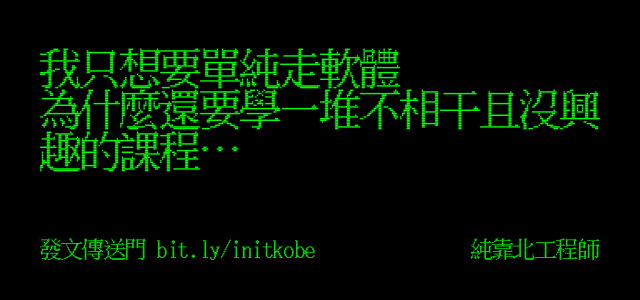 我只想要單純走軟體
為什麼還要學一堆不相干且沒興
趣的課程…
發文傳送門 bit.ly/initkobe
純靠北工程師